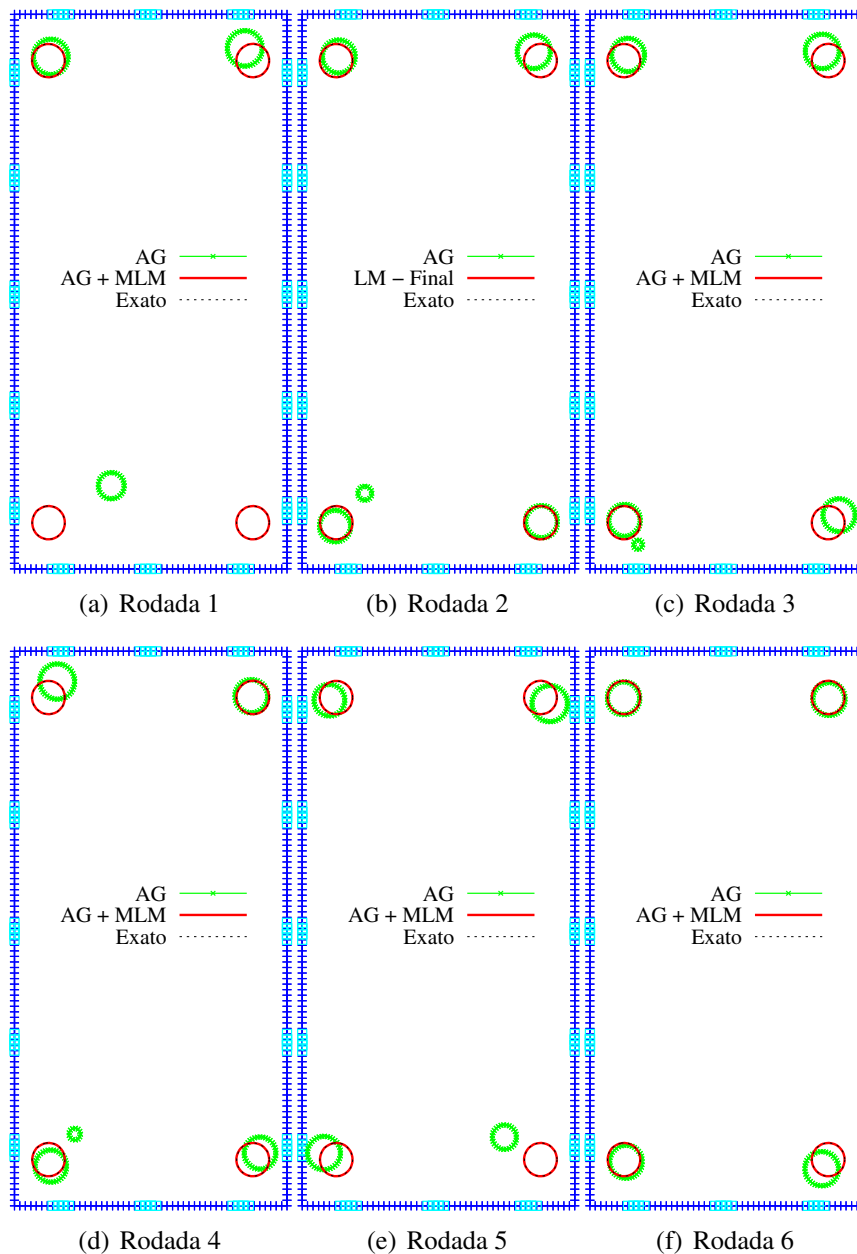 AG
AG + MLM
Exato
AG
LM − Final
Exato
AG
AG + MLM
Exato
(a) Rodada 1
(b) Rodada 2
(c) Rodada 3
AG
AG + MLM
Exato
AG
AG + MLM
Exato
AG
AG + MLM
Exato
(d) Rodada 4
(e) Rodada 5
(f) Rodada 6